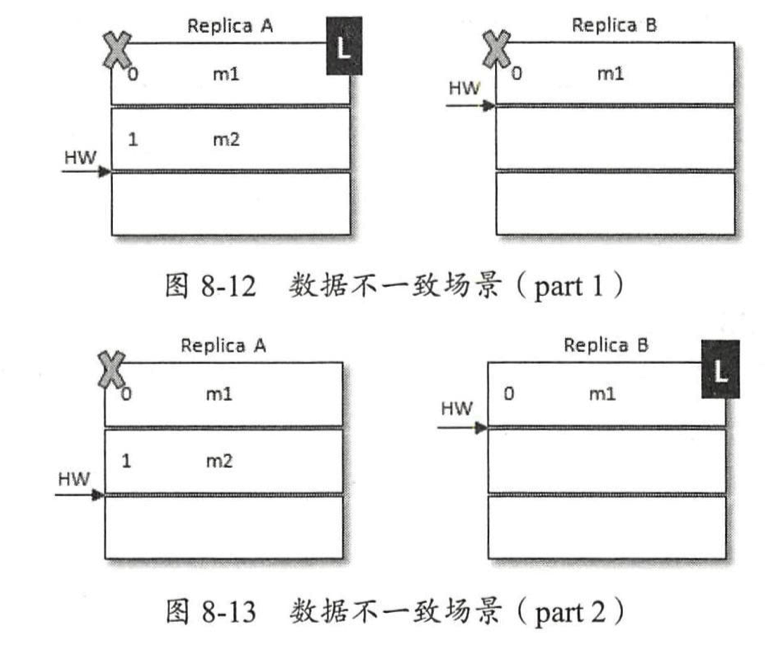 Replica A
L
Replica B
0 m1
HW
0 m1
1 m2
HW
图 8-12 数据不一致场景（part 1）
Replica A
Replica B
L
0 m1
0 m1
HW
1 m2
HW
图 8-13 数据不一致场景（part 2）